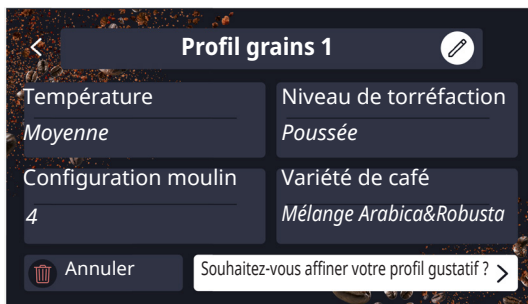 Profil grains 1
Température
Moyenne
Niveau de torréfaction
Poussée
Configuration moulin
4
Variété de café
Mélange Arabica&Robusta
Annuler
Souhaitez-vous affiner votre profil gustatif ?